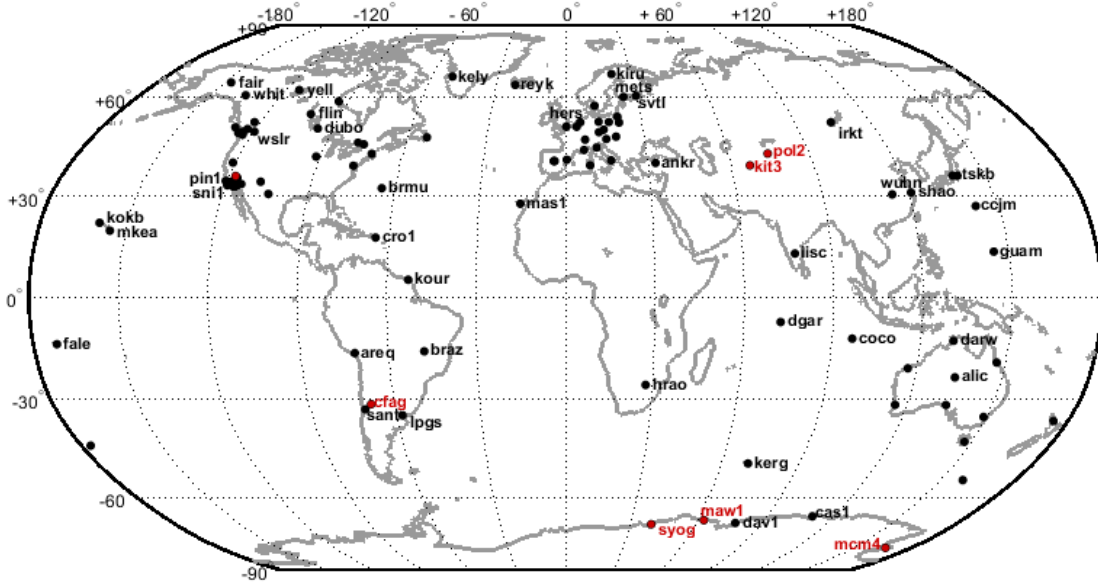 -180° -120° -60° 0° +60° +120° +180°
+90
fair
whit
yell
kely
reyk
kiru
mets
svtl
+60°
flin
dubo
hers
wslr
irkt
pol2
kit3
ankr
pin1
sni1
brmu
mas1
wuhn
shao
tskb
+30°
kokb
mkea
ccjm
cro1
guam
iisc
kour
0°
dgar
fale
areq
braz
coco
darw
hrao
alic
cfag
-30°
sant
lpgs
kerg
-60
maw1
cas1
syog
dav1
mcm4
-90